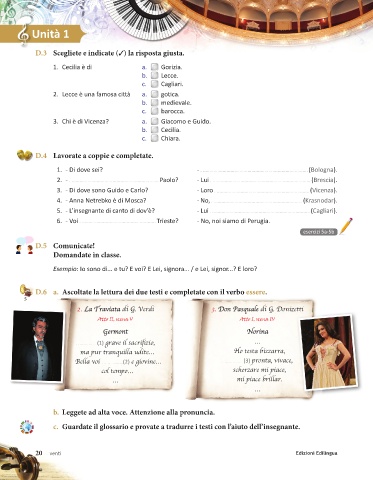 Unità 1
D.3 Scegliete e indicate (✓) la risposta giusta.
1. Cecilia è di a. Gorizia.
b. Lecce.
c. Cagliari.
2. Lecce è una famosa città a. gotica.
b. medievale.
c. barocca.
3. Chi è di Vicenza? a. Giacomo e Guido.
b. Cecilia.
c. Chiara.
D.4 Lavorate a coppie e completate.
1. - Di dove sei? - (Bologna).
2. - Paolo? - Lui (Brescia).
3. - Di dove sono Guido e Carlo? - Loro (Vicenza).
4. - Anna Netrebko è di Mosca? - No, (Krasnodar).
5. - L'insegnante di canto di dov'è? - Lui (Cagliari).
6. - Voi Trieste? - No, noi siamo di Perugia.
esercizi 5a-5b
D.5 Comunicate!
Domandate in classe.
Esempio: Io sono di... e tu? E voi? E Lei, signora... / e Lei, signor...? E loro?
D.6 a. Ascoltate la lettura dei due testi e completate con il verbo essere.
5
2. La Traviata di G. Verdi
Atto II, scena V
Germont
(1) grave il sacrifizio,
ma pur tranquilla udite...
Bella voi (2) e giovine...
col tempo...
...
3. Don Pasquale di G. Donizetti
Atto I, scena IV
Norina
...
Ho testa bizzarra,
(3) pronta, vivace,
scherzare mi piace,
mi piace brillar.
...
b. Leggete ad alta voce. Attenzione alla pronuncia.
c. Guardate il glossario e provate a tradurre i testi con l'aiuto dell'insegnante.
20 venti Edizioni Edilingua